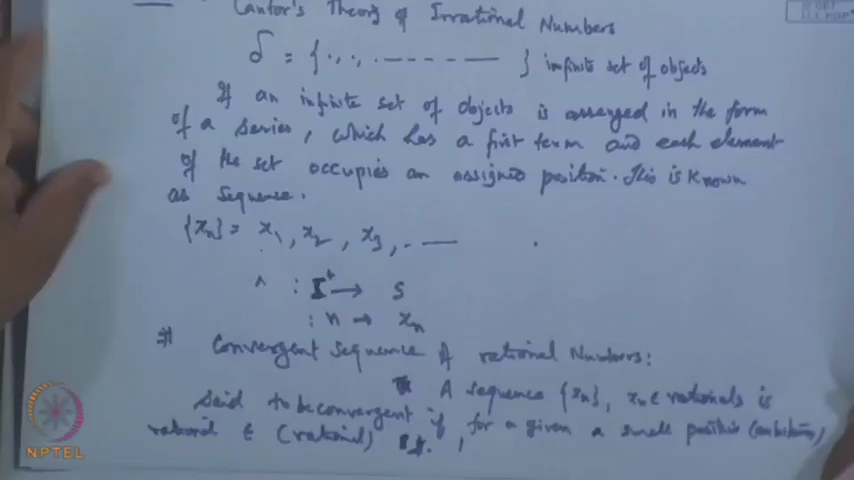 Cantor's Theory of Irrational Numbers
S = {., ., . ------ } infinite set of objects
If an infinite set of objects is arranged in the form
of a series, which has a first term and each element
of the set occupies an assigned position. This is known
as sequence.
{xn} = x1, x2, x3, . —
: I+ → S
: n → xn
Convergent sequence of rational Numbers:
A sequence {xn}, xn ∈ rationals is
said to be convergent if, for a given a small positive (arbitrary)
rational ε (rational)
NPTEL